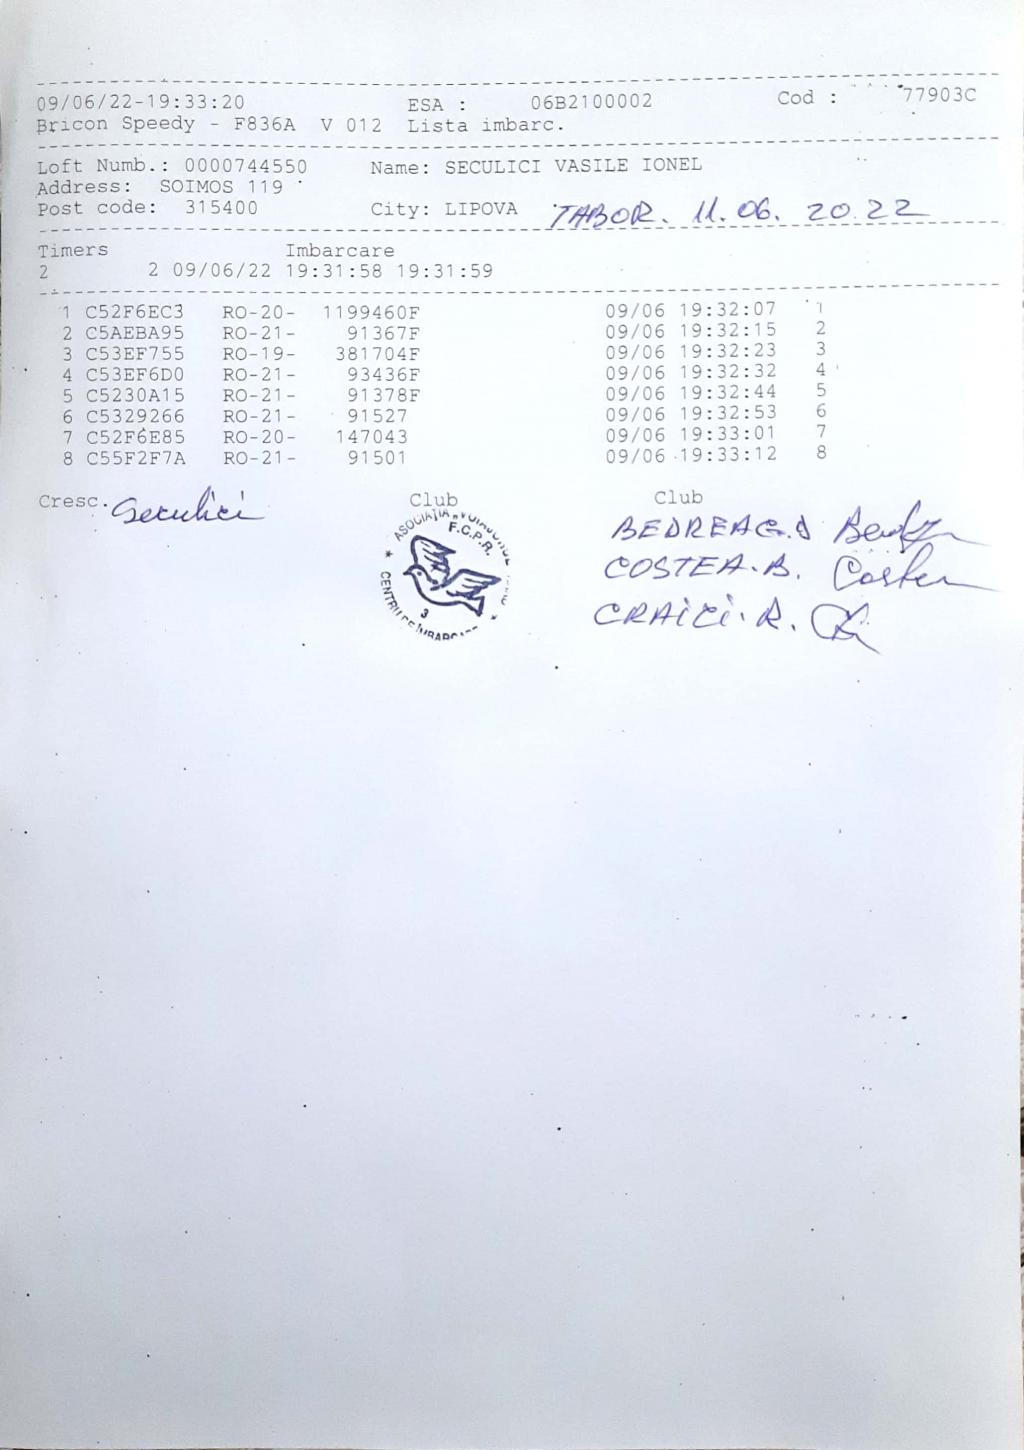 09/06/22-19:33:20 ESA : 06B2100002 Cod : 77903C
Bricon Speedy - F836A V 012 Lista imbarc.
Loft Numb.: 0000744550 Name: SECULICI VASILE IONEL
Address: SOIMOS 119
Post code: 315400 City: LIPOVA TABOR. 11.06. 2022
Timers Imbarcare
2 2 09/06/22 19:31:58 19:31:59
1 C52F6EC3 RO-20- 1199460F 09/06 19:32:07 1
2 C5AEBA95 RO-21- 91367F 09/06 19:32:15 2
3 C53EF755 RO-19- 381704F 09/06 19:32:23 3
4 C53EF6D0 RO-21- 93436F 09/06 19:32:32 4
5 C5230A15 RO-21- 91378F 09/06 19:32:44 5
6 C5329266 RO-21- 91527 09/06 19:32:53 6
7 C52F6E85 RO-20- 147043 09/06 19:33:01 7
8 C55F2F7A RO-21- 91501 09/06 19:33:12 8
Cresc. Seculici Club Club
ASOCIAȚIA
F.C.P.R.
3
CENTRU DE IMBARCARE
BEDREAG.D
COSTEA.B. Costea
CRAICI.R.